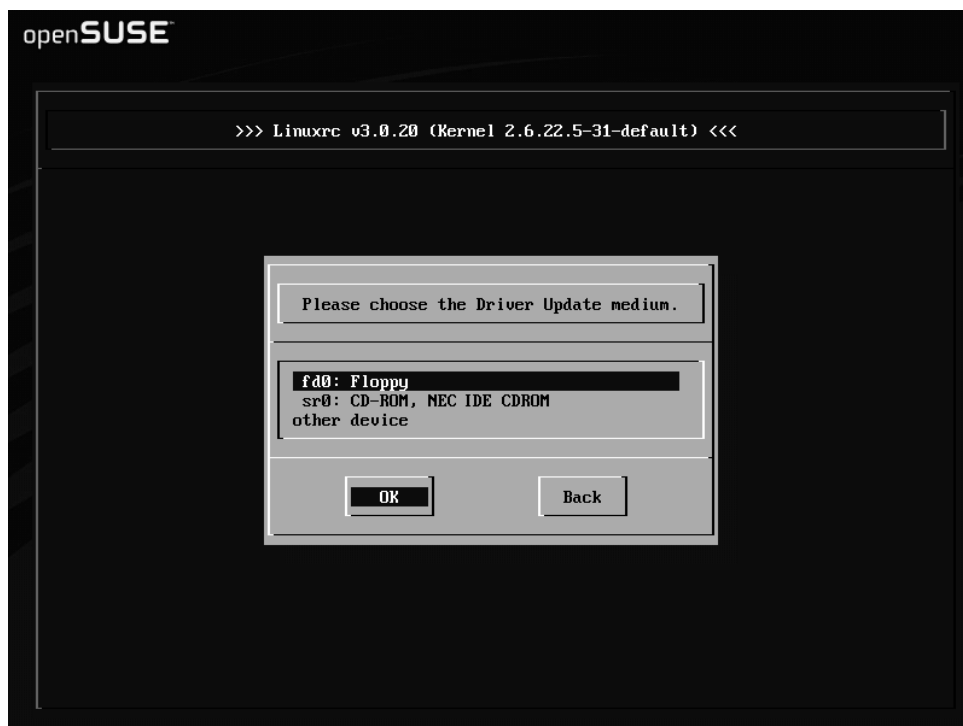 openSUSE™
>>> Linuxrc v3.0.20 (Kernel 2.6.22.5-31-default) <<<
Please choose the Driver Update medium.
fd0: Floppy
sr0: CD-ROM, NEC IDE CDROM
other device
OK Back